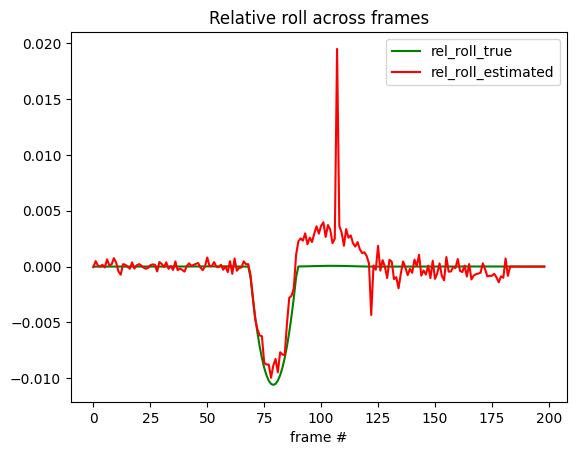 Relative roll across frames
rel_roll_true
rel_roll_estimated
0.020
0.015
0.010
0.005
0.000
−0.005
−0.010
0 25 50 75 100 125 150 175 200
frame #